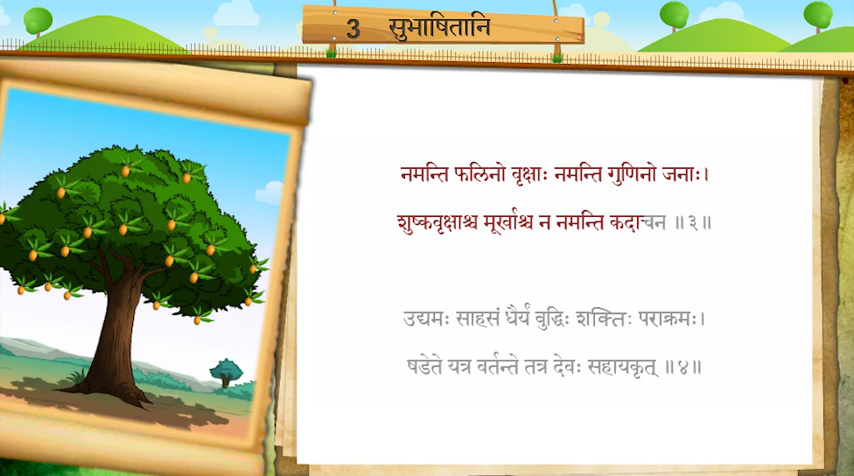 3 सुभाषितानि
नमन्ति फलिनो वृक्षाः नमन्ति गुणिनो जनाः।
शुष्कवृक्षाश्च मूर्खाश्च न नमन्ति कदाचन ॥३॥
उद्यमः साहसं धैर्यं बुद्धिः शक्तिः पराक्रमः।
षडेते यत्र वर्तन्ते तत्र देवः सहायकृत् ॥४॥